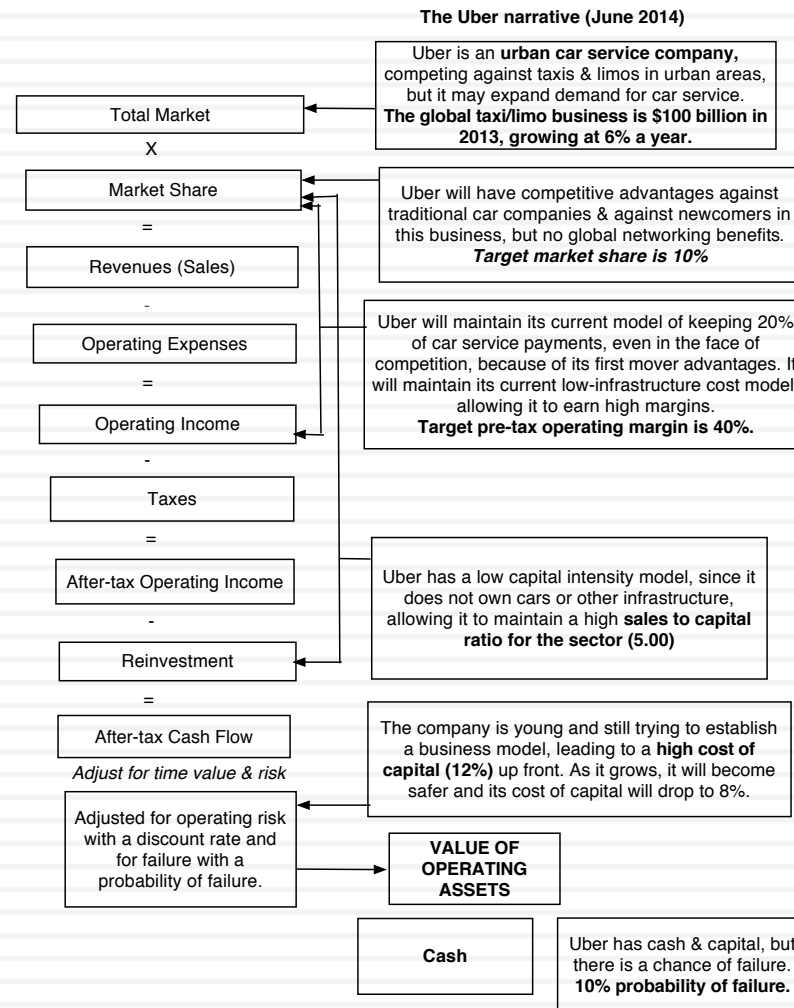 The Uber narrative (June 2014)
Uber is an urban car service company,
competing against taxis & limos in urban areas,
but it may expand demand for car service.
The global taxi/limo business is $100 billion in
2013, growing at 6% a year.
Total Market
X
Market Share
Uber will have competitive advantages against
traditional car companies & against newcomers in
this business, but no global networking benefits.
Target market share is 10%
=
Revenues (Sales)
-
Operating Expenses
Uber will maintain its current model of keeping 20%
of car service payments, even in the face of
competition, because of its first mover advantages. It
will maintain its current low-infrastructure cost model,
allowing it to earn high margins.
Target pre-tax operating margin is 40%.
=
Operating Income
-
Taxes
=
After-tax Operating Income
Uber has a low capital intensity model, since it
does not own cars or other infrastructure,
allowing it to maintain a high sales to capital
ratio for the sector (5.00)
-
Reinvestment
=
After-tax Cash Flow
The company is young and still trying to establish
a business model, leading to a high cost of
capital (12%) up front. As it grows, it will become
safer and its cost of capital will drop to 8%.
Adjust for time value & risk
Adjusted for operating risk
with a discount rate and
for failure with a
probability of failure.
VALUE OF
OPERATING
ASSETS
Cash
Uber has cash & capital, but
there is a chance of failure.
10% probability of failure.